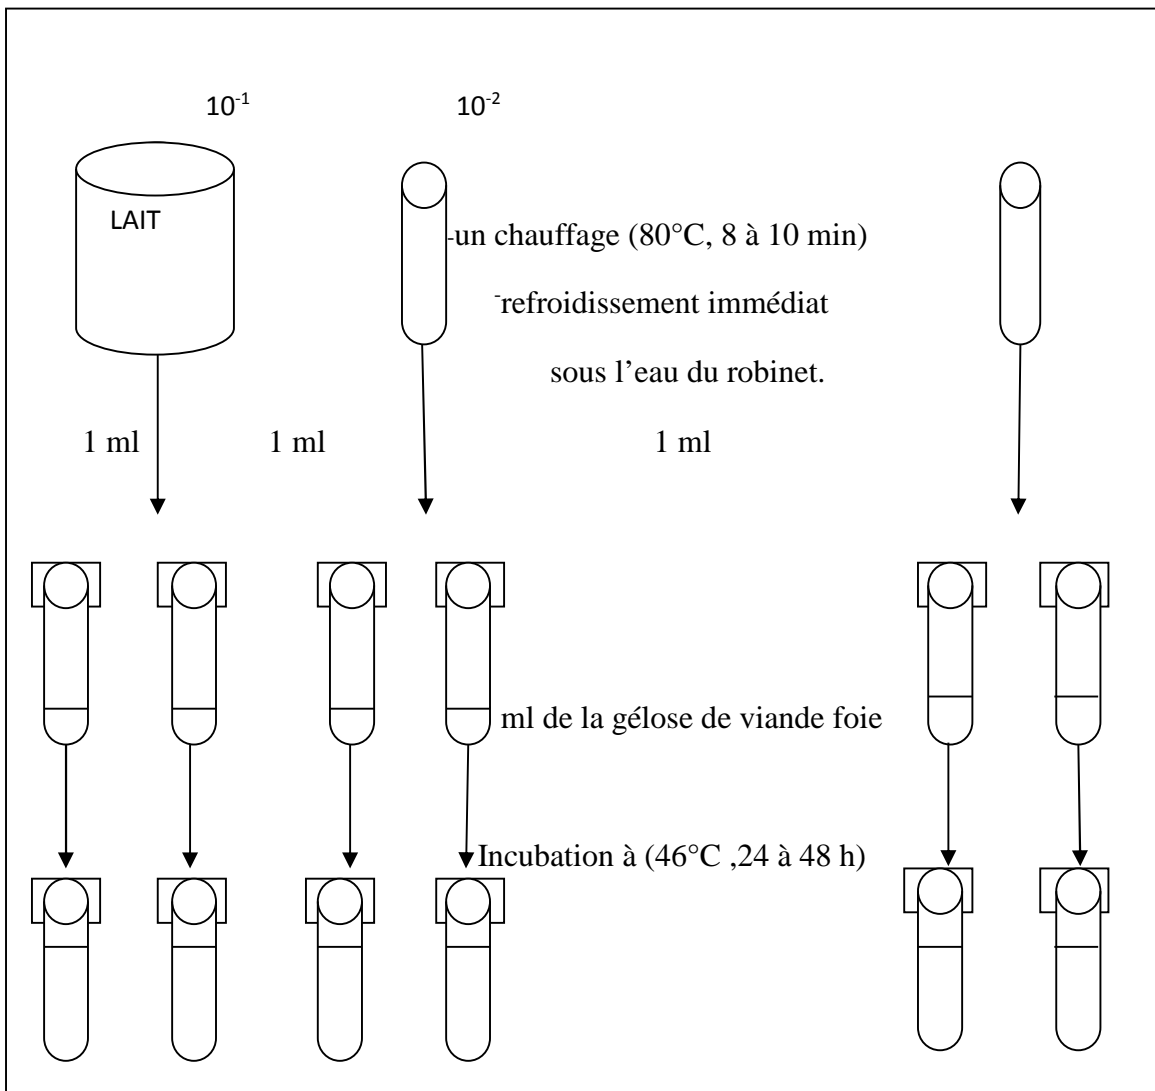 10⁻¹ 10⁻²
LAIT
-un chauffage (80°C, 8 à 10 min)
-refroidissement immédiat
sous l’eau du robinet.
1 ml 1 ml 1 ml
ml de la gélose de viande foie
Incubation à (46°C ,24 à 48 h)